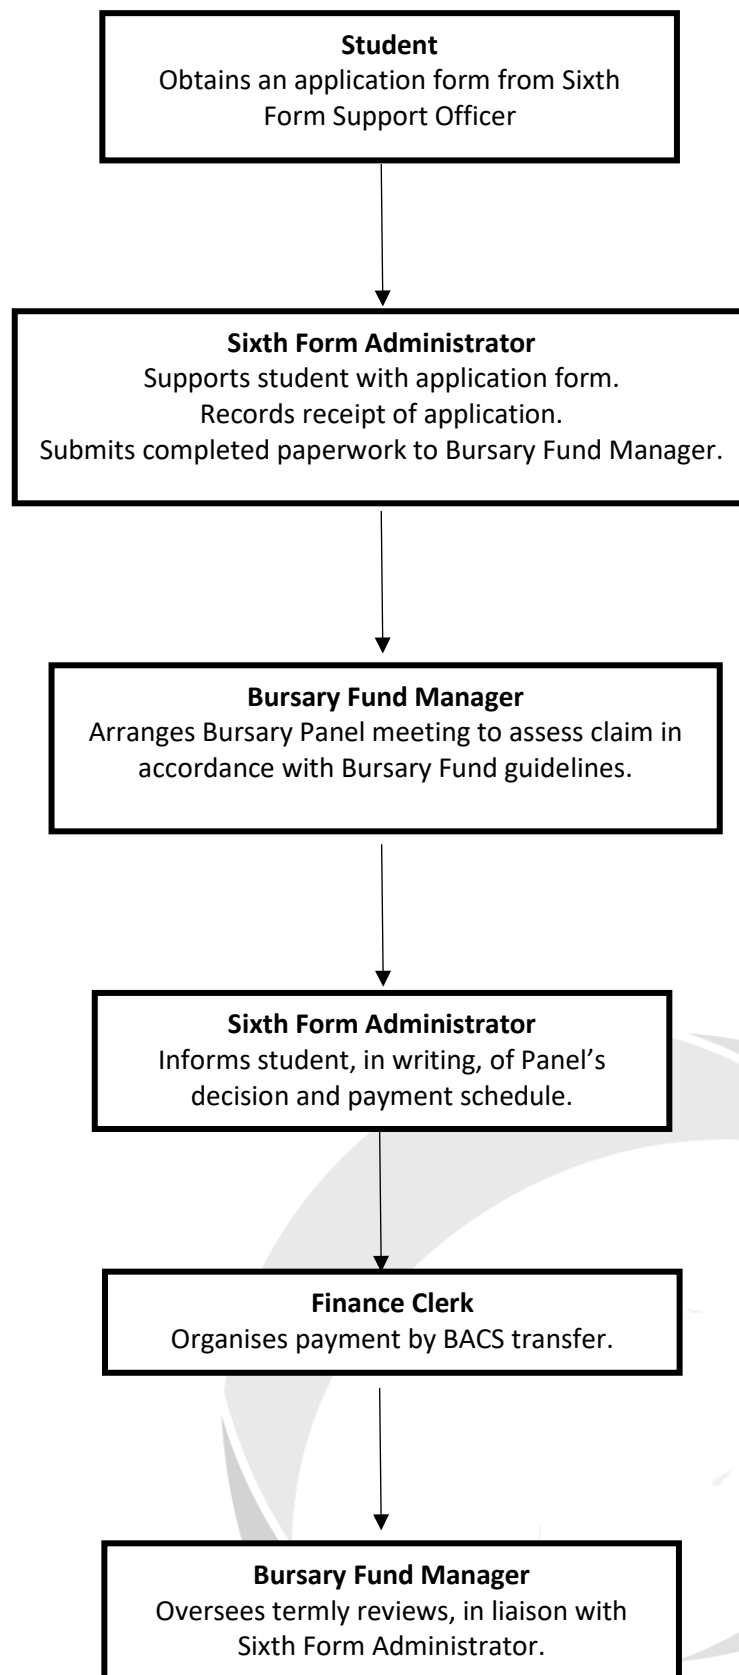 Student
Obtains an application form from Sixth
Form Support Officer
Sixth Form Administrator
Supports student with application form.
Records receipt of application.
Submits completed paperwork to Bursary Fund Manager.
Bursary Fund Manager
Arranges Bursary Panel meeting to assess claim in
accordance with Bursary Fund guidelines.
Sixth Form Administrator
Informs student, in writing, of Panel’s
decision and payment schedule.
Finance Clerk
Organises payment by BACS transfer.
Bursary Fund Manager
Oversees termly reviews, in liaison with
Sixth Form Administrator.